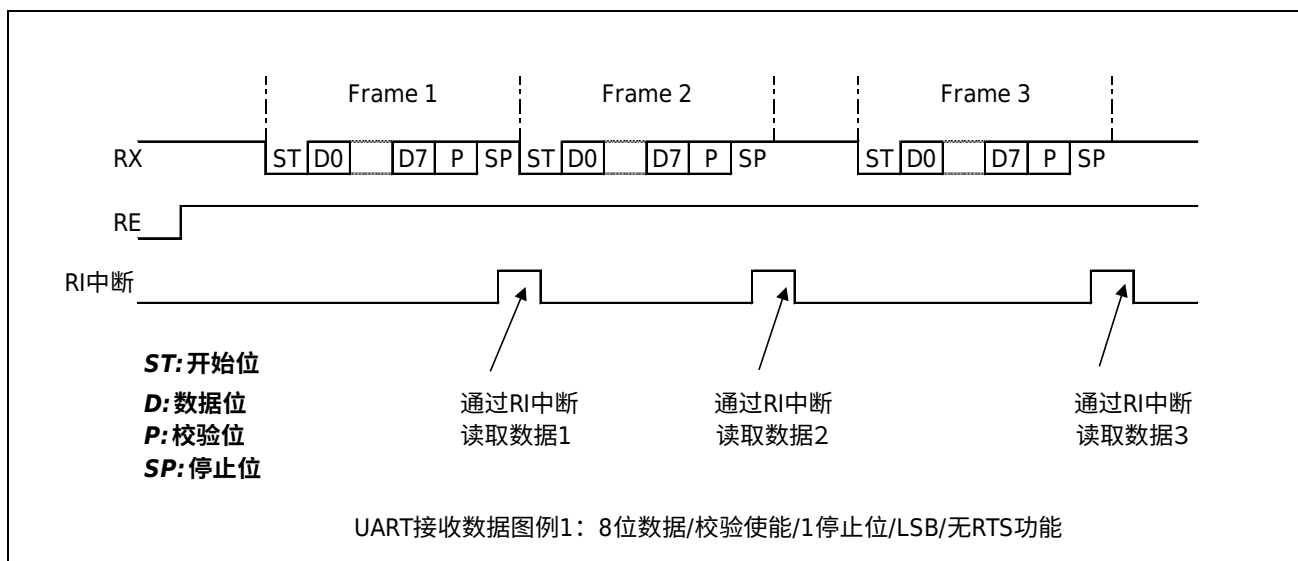 Frame 1 Frame 2 Frame 3
RX ST D0 D7 P SP ST D0 D7 P SP ST D0 D7 P SP
RE
RI中断
ST:开始位
D:数据位
P:校验位
SP:停止位
通过RI中断
读取数据1
通过RI中断
读取数据2
通过RI中断
读取数据3
UART接收数据图例1：8位数据/校验使能/1停止位/LSB/无RTS功能